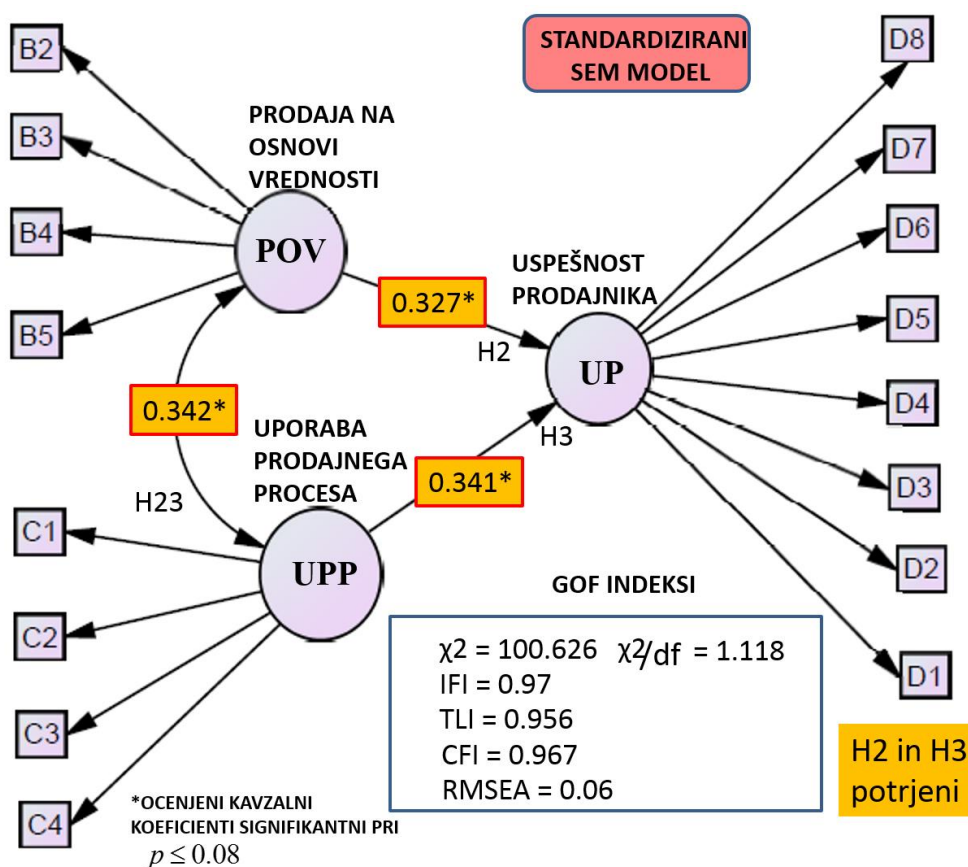 STANDARDIZIRANI
SEM MODEL
B2
B3
B4
B5
PRODAJA NA
OSNOVI
VREDNOSTI
POV
0.327*
H2
0.342*
H23
UPORABA
PRODAJNEGA
PROCESA
UPP
0.341*
H3
USPEŠNOST
PRODAJNIKA
UP
D8
D7
D6
D5
D4
D3
D2
D1
C1
C2
C3
C4
GOF INDEKSI
χ2 = 100.626 χ2/df = 1.118
IFI = 0.97
TLI = 0.956
CFI = 0.967
RMSEA = 0.06
H2 in H3
potrjeni
*OCENJENI KAVZALNI
KOEFICIENTI SIGNIFIKANTNI PRI
p ≤ 0.08